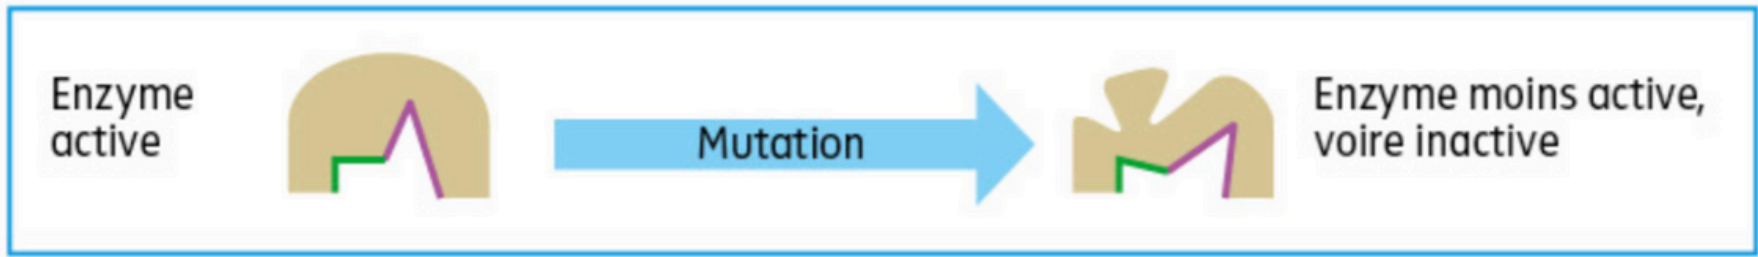 Enzyme
active
Mutation
Enzyme moins active,
voire inactive